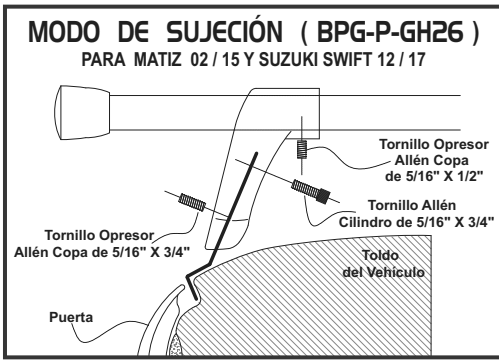 MODO DE SUJECIÓN ( BPG-P-GH26 )
PARA MATIZ 02 / 15 Y SUZUKI SWIFT 12 / 17
Tornillo Opresor
Allén Copa
de 5/16" X 1/2"
Tornillo Allén
Cilindro de 5/16" X 3/4"
Tornillo Opresor
Allén Copa de 5/16" X 3/4"
Toldo
del Vehículo
Puerta